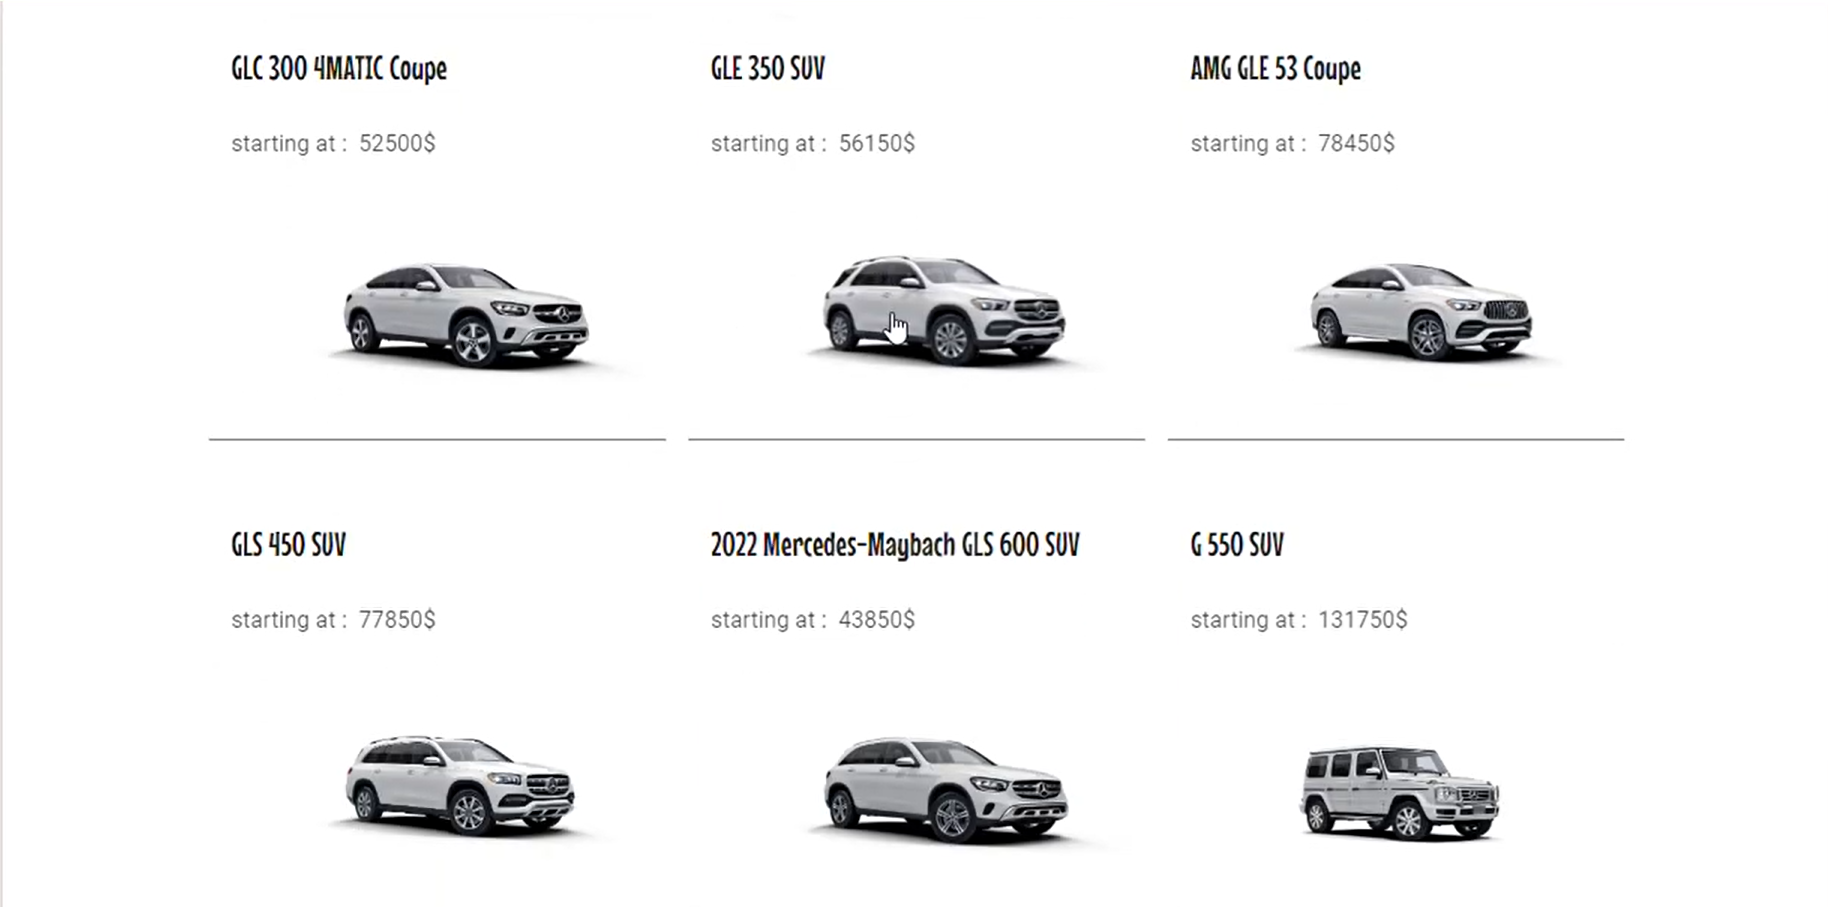 GLC 300 4MATIC Coupe
starting at :  52500$
GLE 350 SUV
starting at :  56150$
AMG GLE 53 Coupe
starting at :  78450$
GLS 450 SUV
starting at :  77850$
2022 Mercedes-Maybach GLS 600 SUV
starting at :  43850$
G 550 SUV
starting at :  131750$